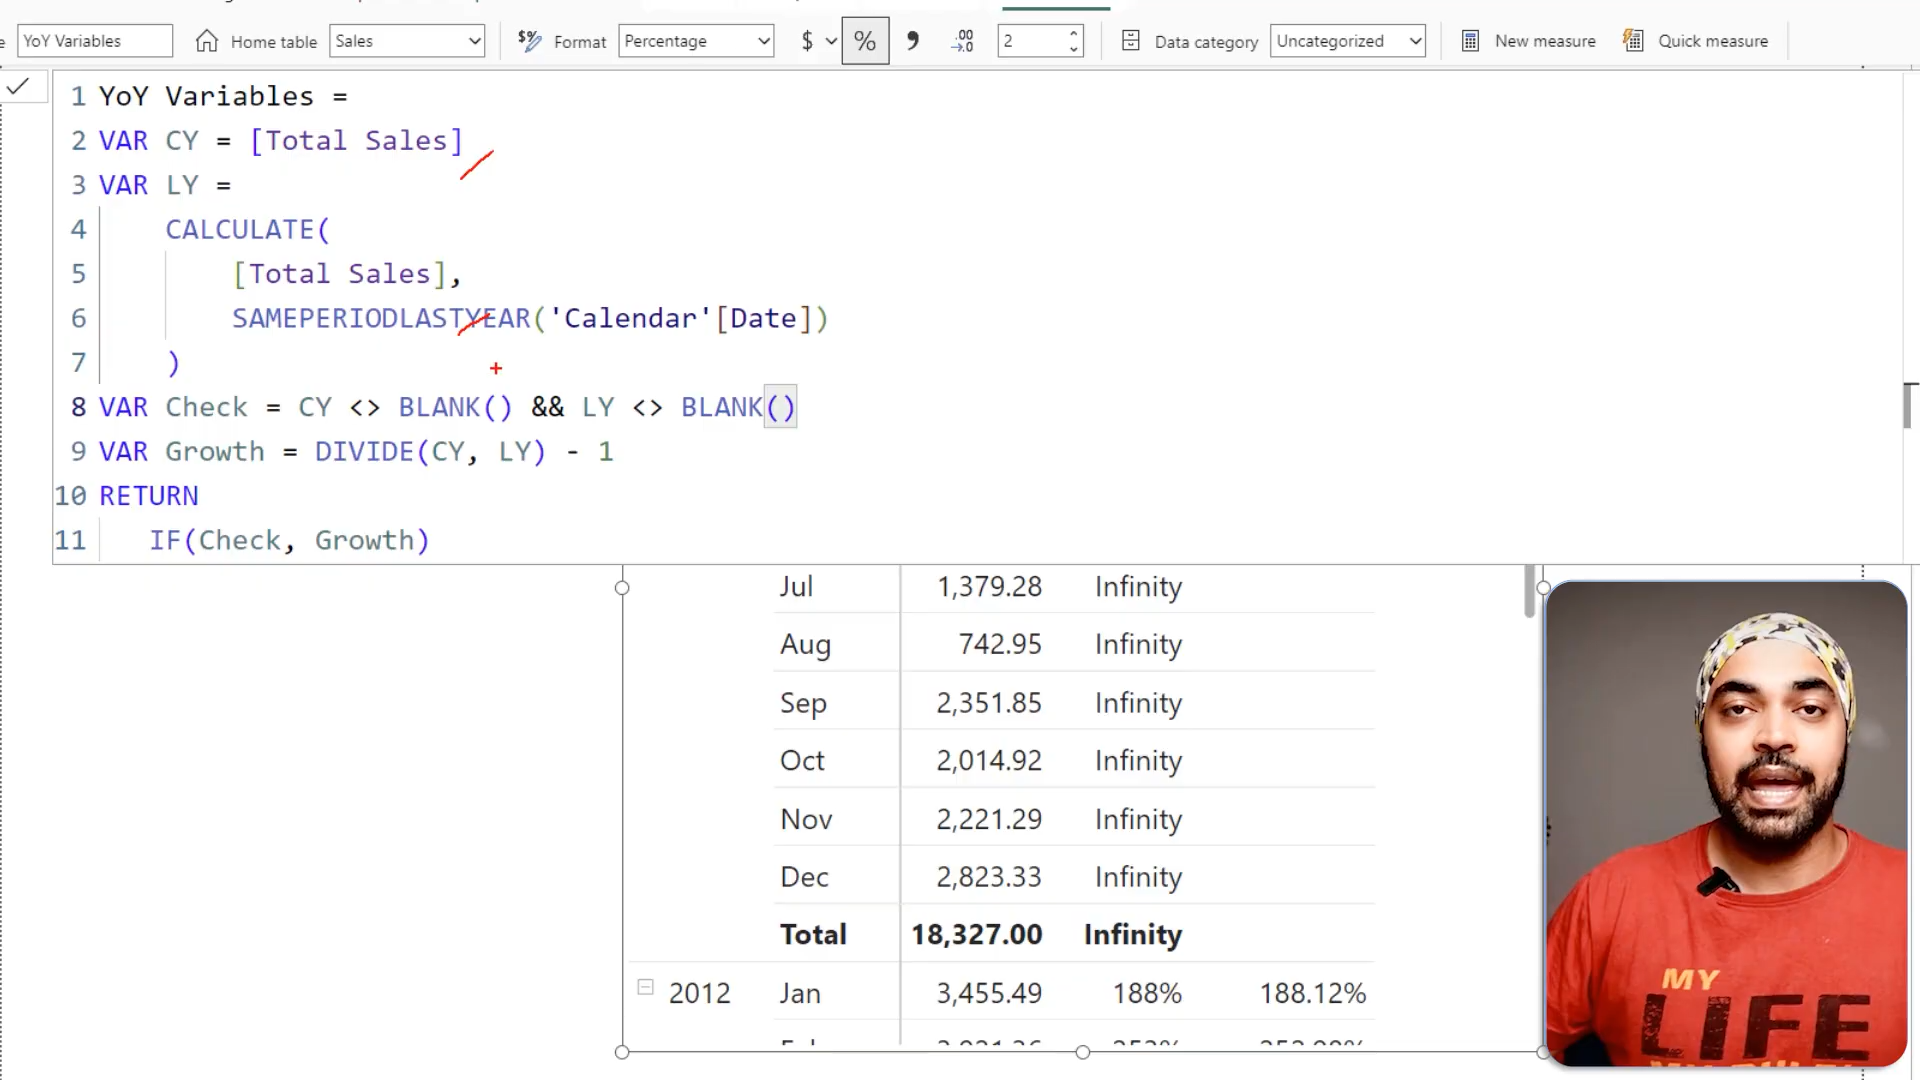 YoY Variables
Home table
Sales
Format
Percentage
$
%
,
.00
→.0
2
Data category
Uncategorized
New measure
Quick measure
1 YoY Variables =
2 VAR CY = [Total Sales]
3 VAR LY =
4 CALCULATE(
5 [Total Sales],
6 SAMEPERIODLASTYEAR('Calendar'[Date])
7 )
8 VAR Check = CY <> BLANK() && LY <> BLANK()
9 VAR Growth = DIVIDE(CY, LY) - 1
10 RETURN
11 IF(Check, Growth)
Jul 1,379.28 Infinity
Aug 742.95 Infinity
Sep 2,351.85 Infinity
Oct 2,014.92 Infinity
Nov 2,221.29 Infinity
Dec 2,823.33 Infinity
Total 18,327.00 Infinity
2012 Jan 3,455.49 188% 188.12%
MY
LIFE